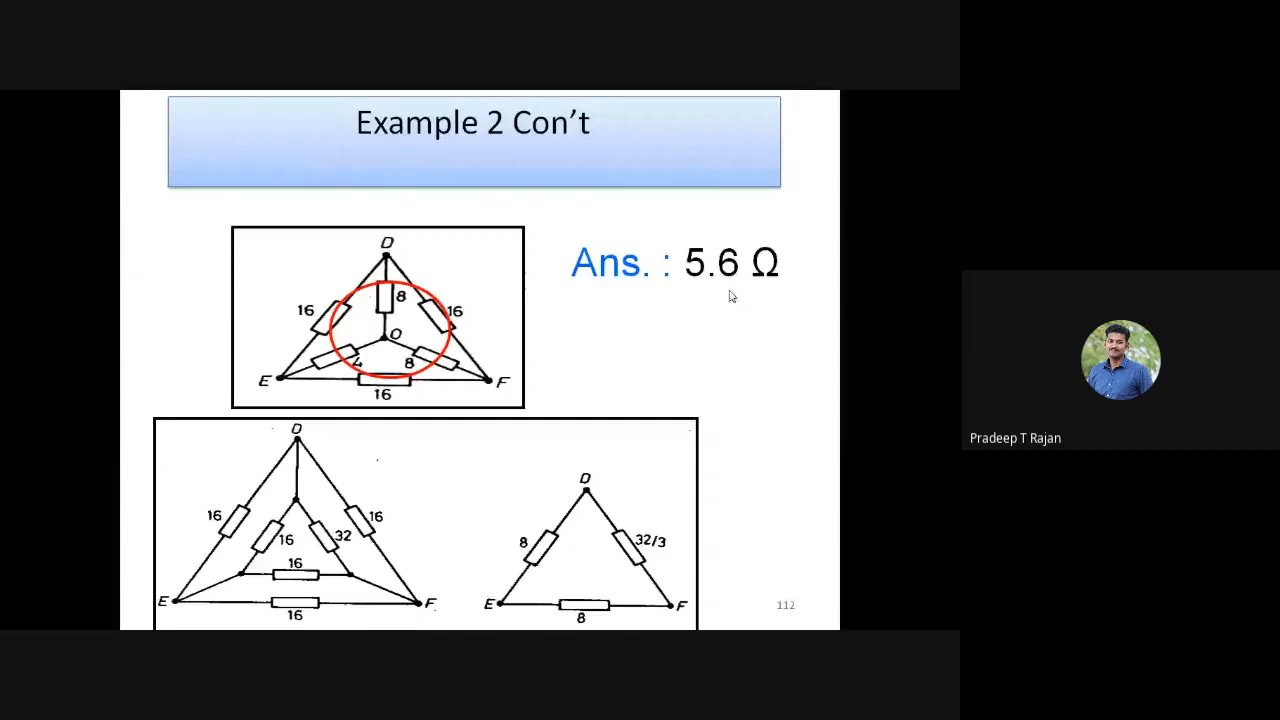 Example 2 Con't
Ans. : 5.6 Ω
D
16
8
16
O
4
8
E
F
16
D
16
16
16
32
16
E
F
16
D
8
32/3
E
F
8
112
Pradeep T Rajan